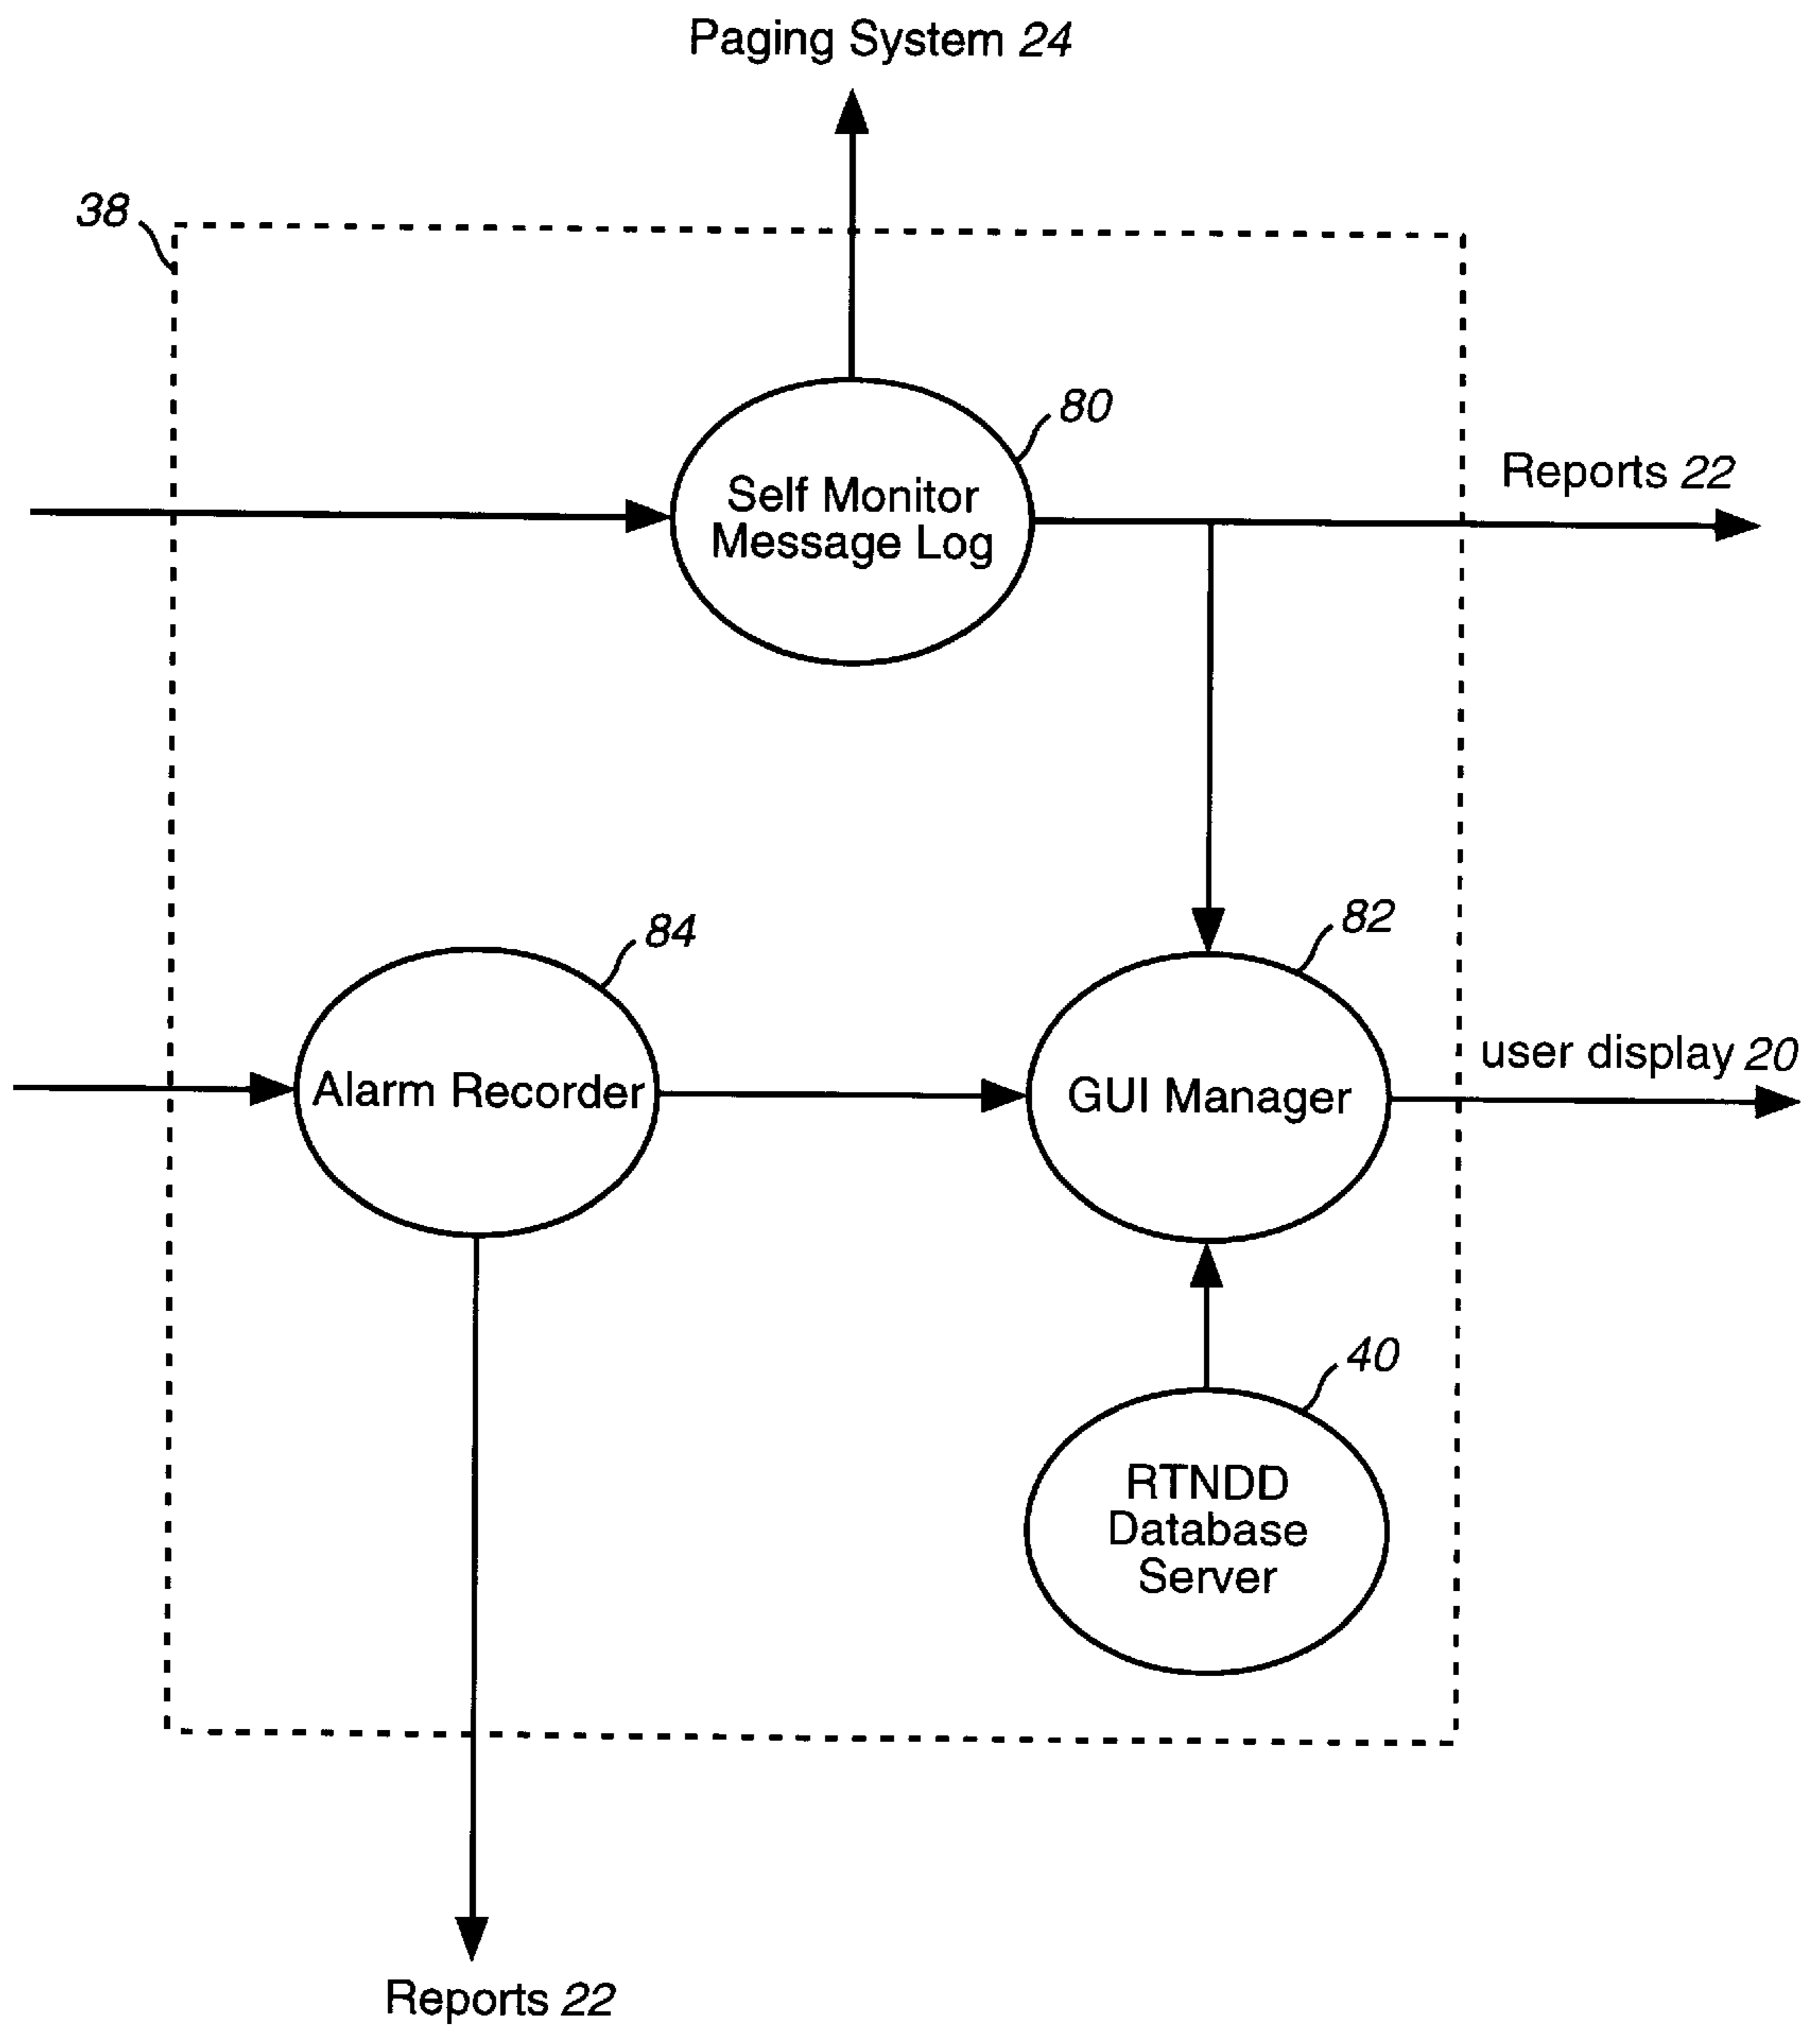 Paging System 24
38
80
Self Monitor
Message Log
Reports 22
84
82
Alarm Recorder
GUI Manager
user display 20
40
RTNDD
Database
Server
Reports 22